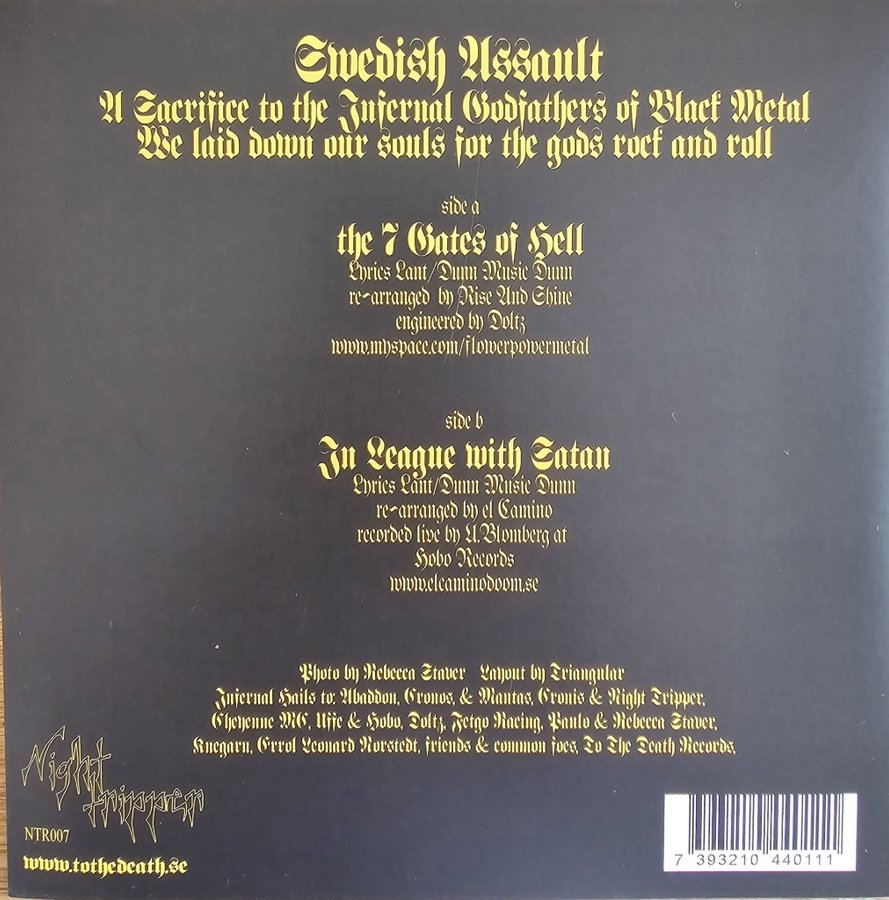 Swedish Assault
A Sacrifice to the Infernal Godfathers of Black Metal
We laid down our souls for the gods rock and roll
side a
the 7 Gates of Hell
Lyrics Lant/Dunn Music Dunn
re-arranged by Rise And Shine
engineered by Doltz
www.myspace.com/flowerpowermetal
side b
In League with Satan
Lyrics Lant/Dunn Music Dunn
re-arranged by el Camino
recorded live by U.Blomberg at
Hobo Records
www.elcaminodoom.se
Photo by Rebecca Staver Layout by Triangular
Infernal Hails to: Abaddon, Cronos, & Mantas, Cronis & Night Tripper,
Cheyenne MC, Uffe & Hobo, Doltz, Fetgo Racing, Paulo & Rebecca Staver,
Knegarn, Errol Leonard Norstedt, friends & common foes, To The Death Records,
Night
tripper
NTR007
www.tothedeath.se
7 393210 440111